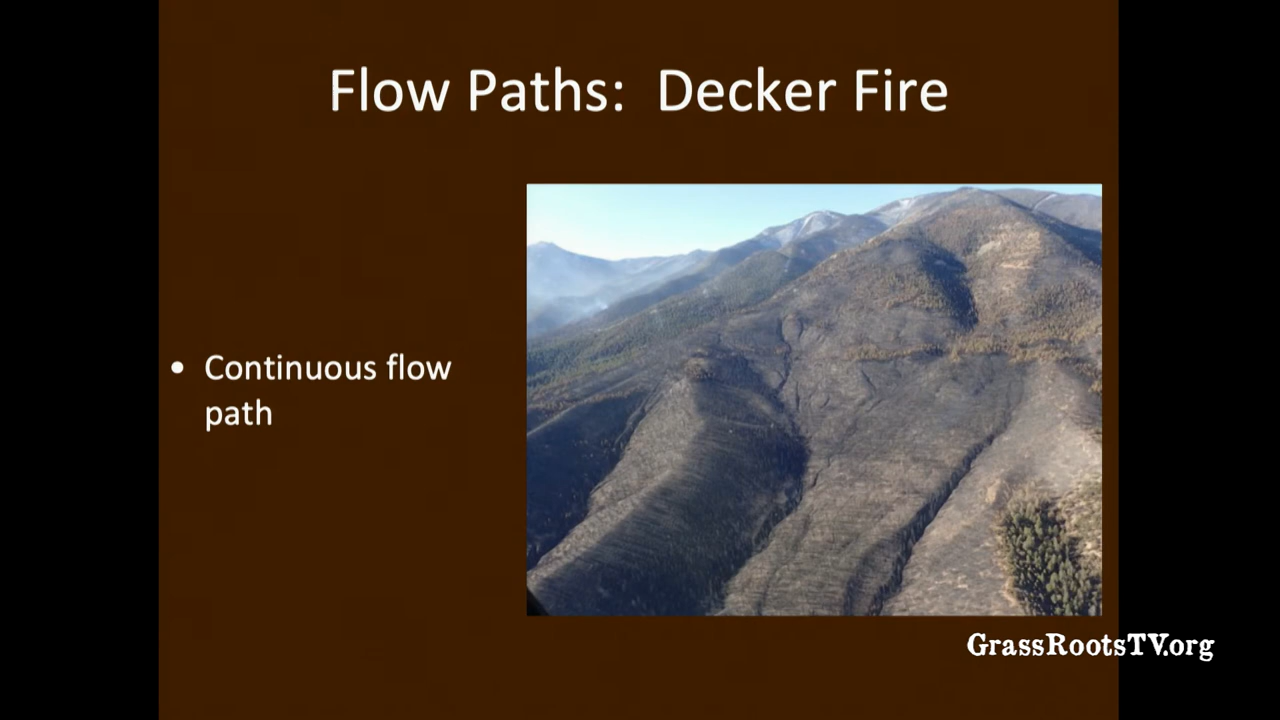 Flow Paths:  Decker Fire
• Continuous flow
path
GrassRootsTV.org